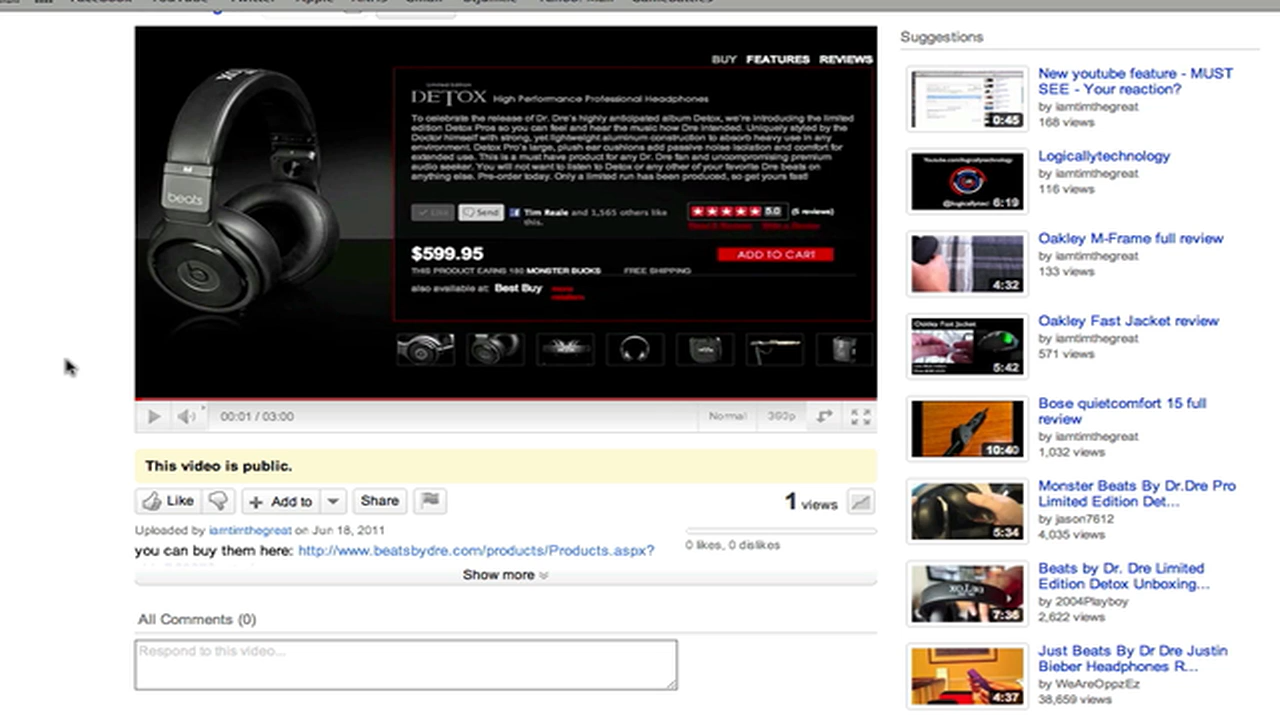 Facebook YouTube Twitter Apple Gmail Yahoo! Mail GameBattles
BUY FEATURES REVIEWS
DETOX High Performance Professional Headphones
To celebrate the release of Dr. Dre's highly anticipated album Detox, we're introducing the limited
edition Detox Pros so you can feel and hear the music how Dre intended. Uniquely styled by the
Doctor himself with strong, yet lightweight aluminum construction to absorb heavy use in any
environment. Detox Pro's large, plush ear cushions add passive noise isolation and comfort for
extended use. This is a must have product for any Dr. Dre fan and uncompromising premium
audio seeker. You will not want to listen to Detox or any other of your favorite Dre beats on
anything else. Pre-order today. Only a limited run has been produced, so get yours fast!
Like Send Tim Reale and 1,565 others like
this.
5.0 (5 reviews)
$599.95 ADD TO CART
THIS PRODUCT EARNS 180 MONSTER BUCKS FREE SHIPPING
also available at: Best Buy
beats
00:01 / 03:00 Normal 360p
This video is public.
Like Add to Share 1 views
Uploaded by iamtimthegreat on Jun 18, 2011
you can buy them here: http://www.beatsbydre.com/products/Products.aspx?
0 likes, 0 dislikes
Show more
All Comments (0)
Respond to this video...
Suggestions
0:45
New youtube feature - MUST
SEE - Your reaction?
by iamtimthegreat
168 views
6:19
Logicallytechnology
by iamtimthegreat
116 views
4:32
Oakley M-Frame full review
by iamtimthegreat
133 views
Oakley Fast Jacket
5:42
Oakley Fast Jacket review
by iamtimthegreat
571 views
10:40
Bose quietcomfort 15 full
review
by iamtimthegreat
1,032 views
5:34
Monster Beats By Dr.Dre Pro
Limited Edition Det...
by jason7612
4,035 views
7:36
Beats by Dr. Dre Limited
Edition Detox Unboxing...
by 2004Playboy
2,622 views
4:37
Just Beats By Dr Dre Justin
Bieber Headphones R...
by WeAreOppzEz
38,659 views